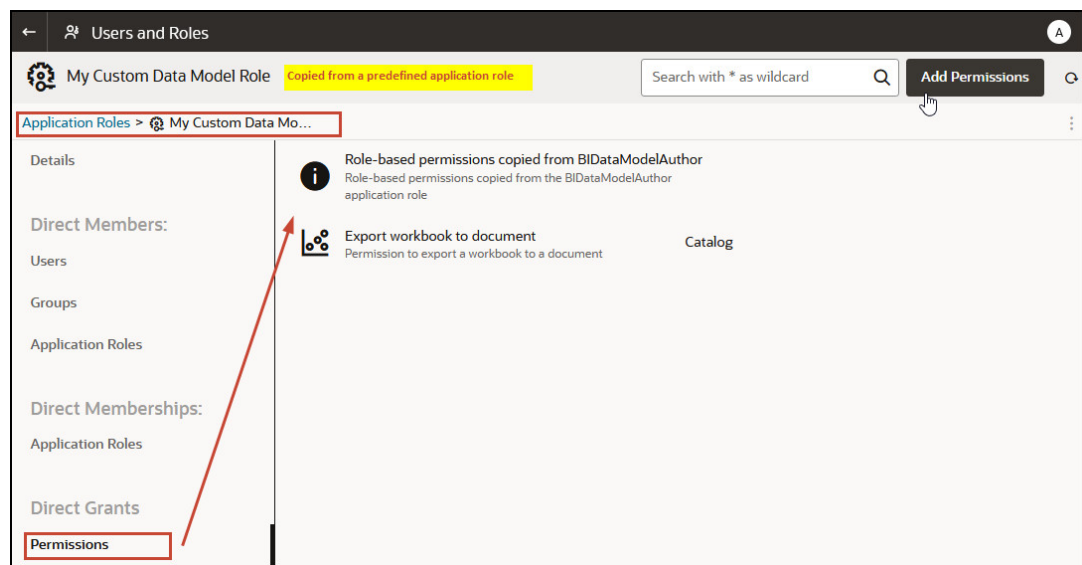 Users and Roles
A
My Custom Data Model Role
Copied from a predefined application role
Search with * as wildcard
Add Permissions
Application Roles > My Custom Data Mo...
Details
Direct Members:
Users
Groups
Application Roles
Direct Memberships:
Application Roles
Direct Grants
Permissions
Role-based permissions copied from BIDataModelAuthor
Role-based permissions copied from the BIDataModelAuthor
application role
Export workbook to document
Permission to export a workbook to a document
Catalog